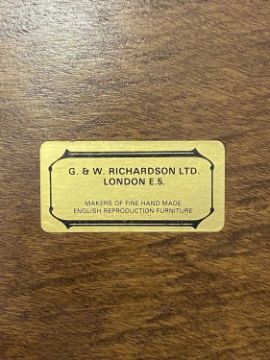 G. & W. RICHARDSON LTD.
LONDON E.5.
MAKERS OF FINE HAND MADE
ENGLISH REPRODUCTION FURNITURE